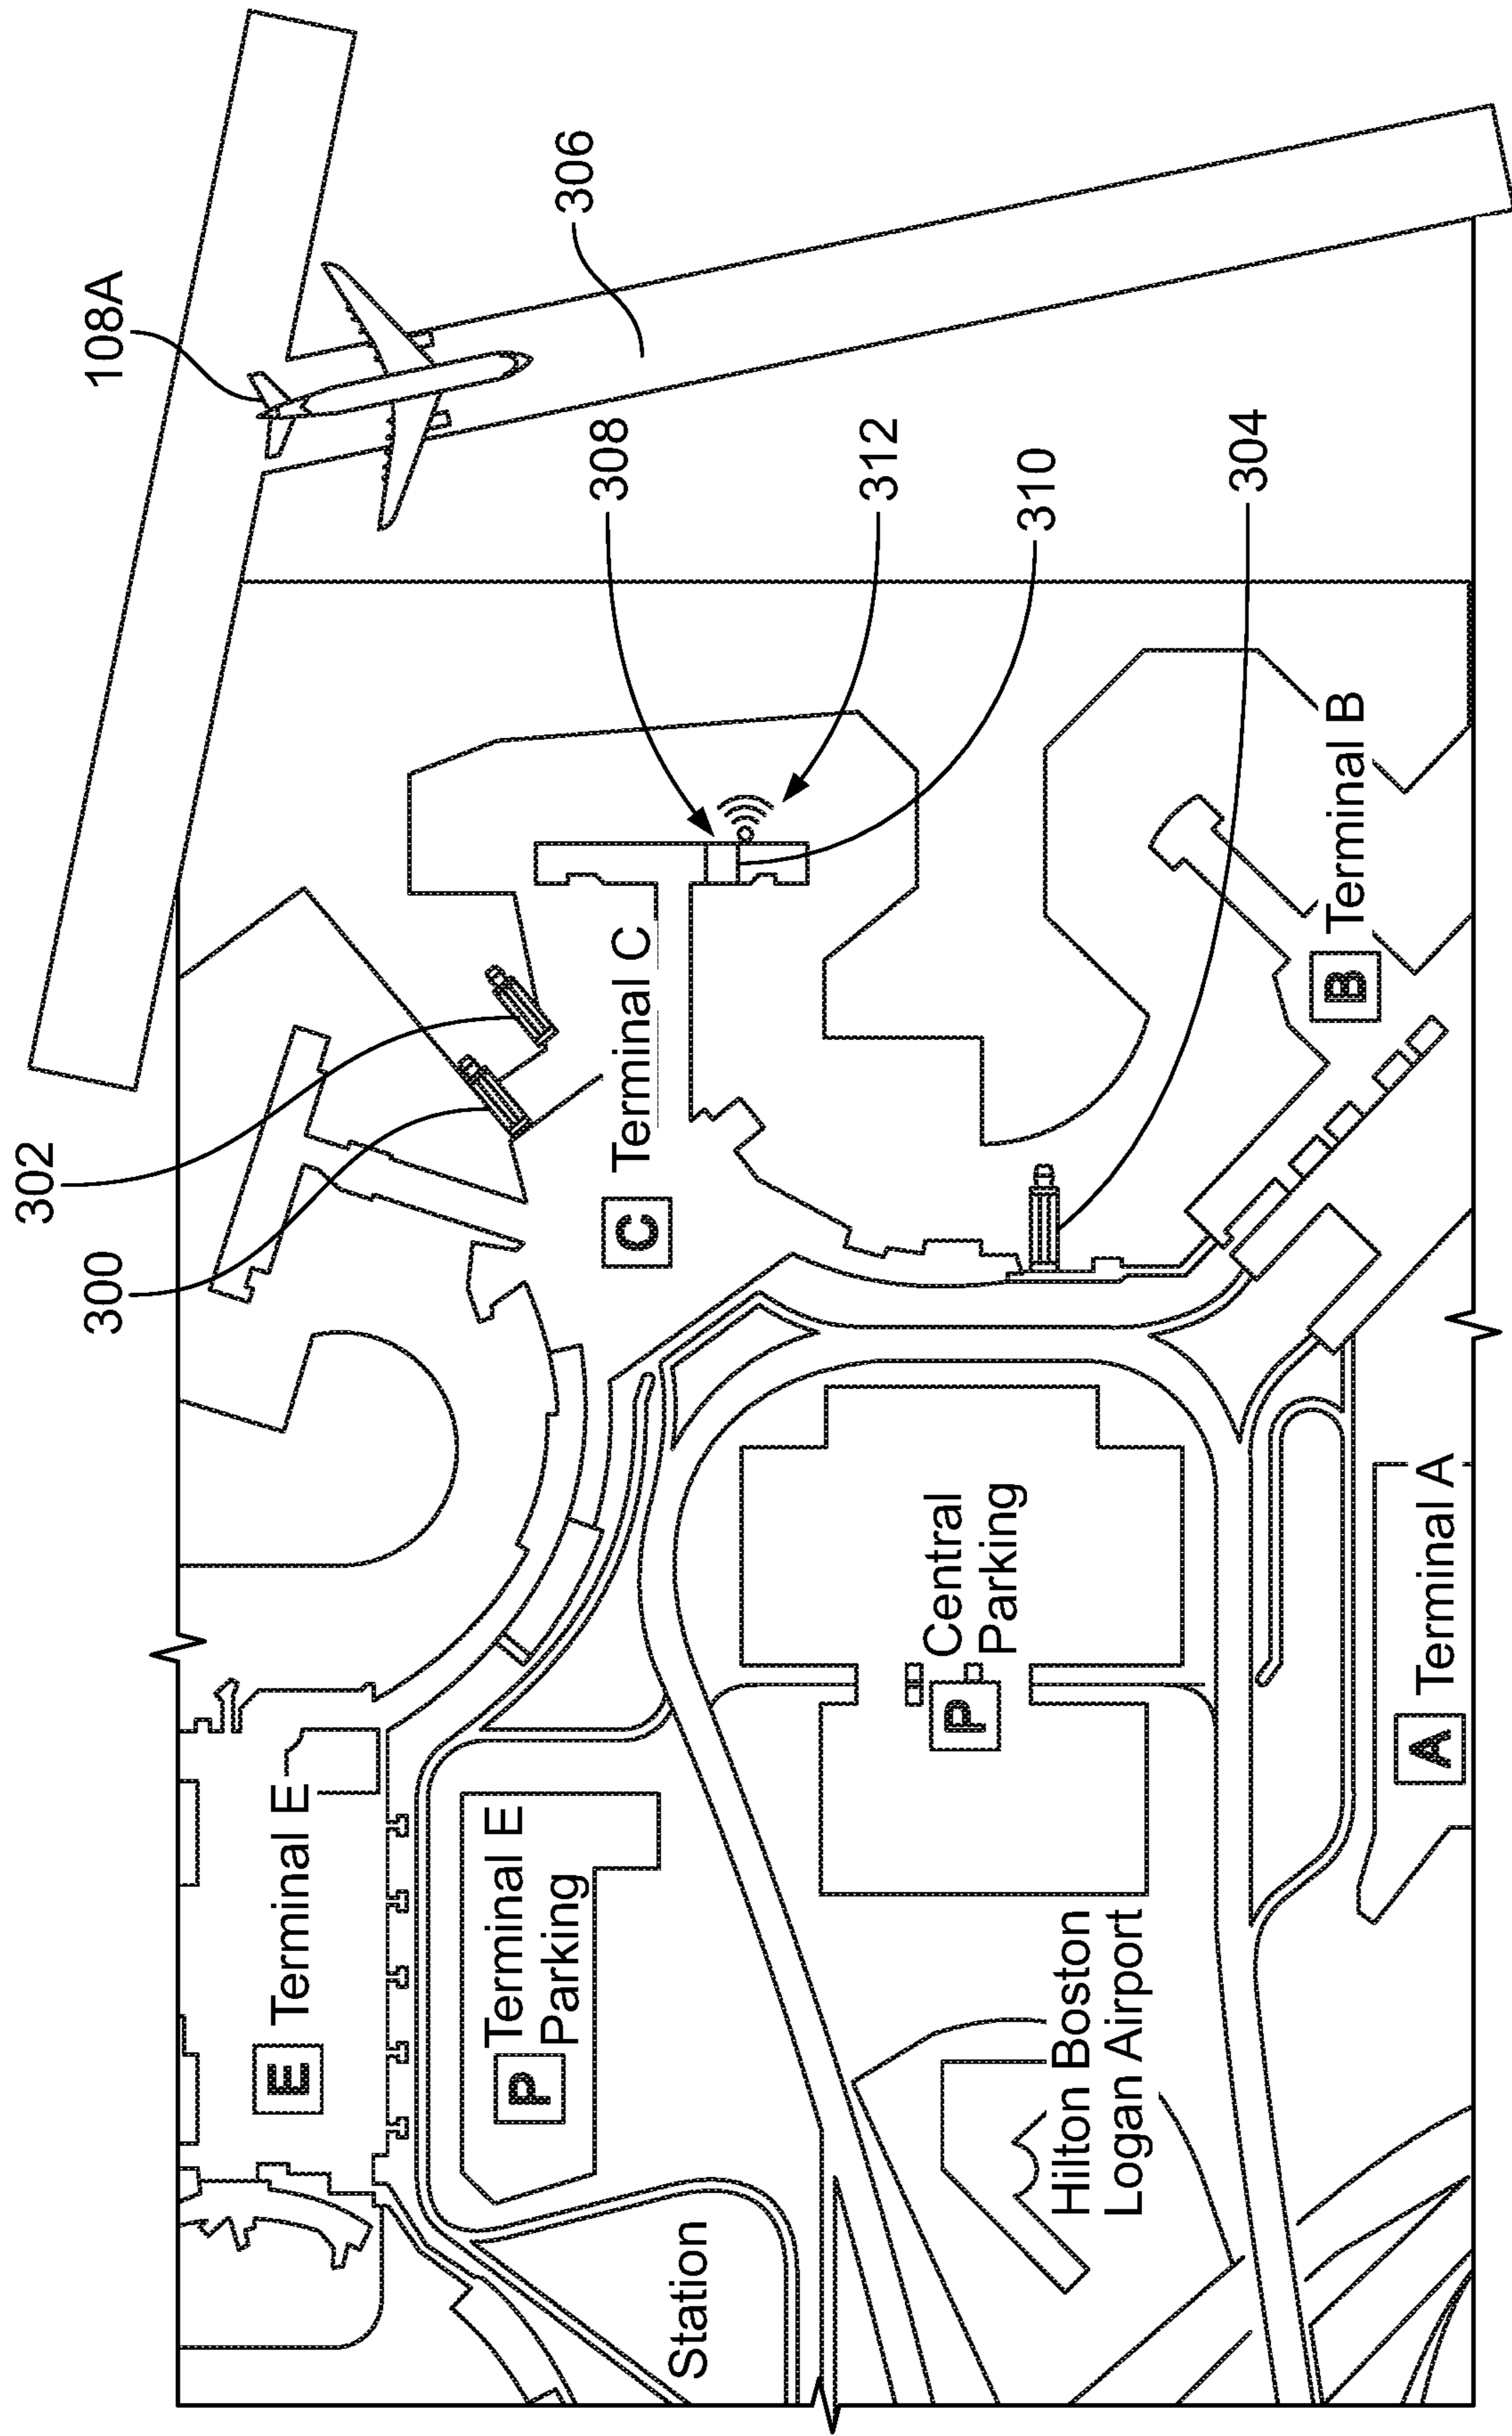 302
300
108A
306
308
312
310
304
E Terminal E
P Terminal E
Parking
C Terminal C
Station
P Central
Parking
Hilton Boston
Logan Airport
B Terminal B
A Terminal A